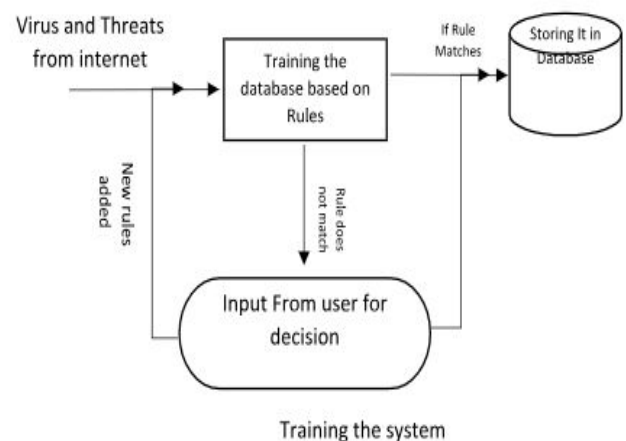 Virus and Threats
from internet
Training the
database based on
Rules
If Rule
Matches
Storing It in
Database
New rules
added
Rule does
not match
Input From user for
decision
Training the system